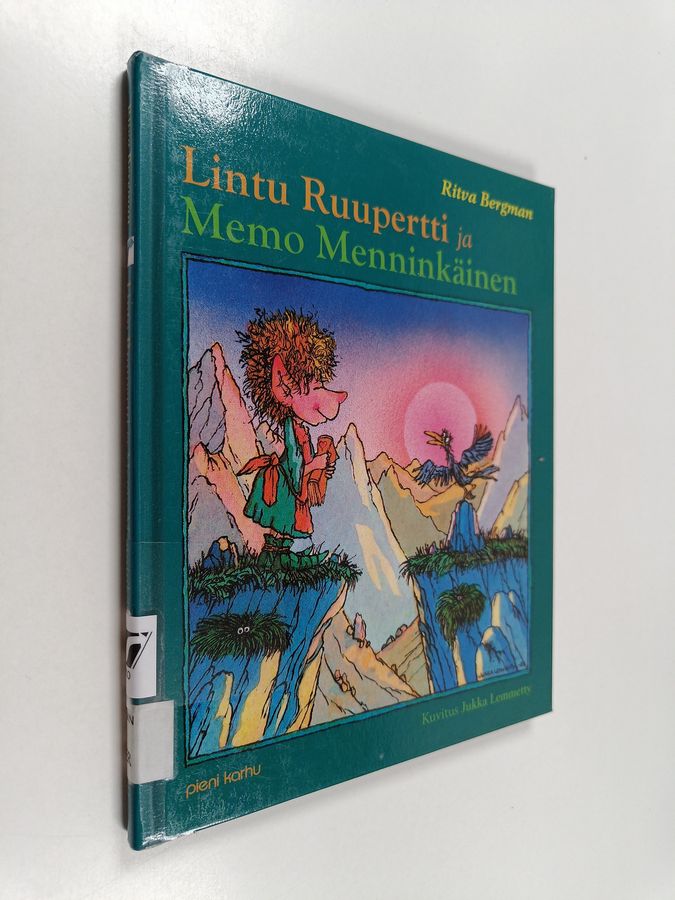 Ritva Bergman
Lintu Ruupertti ja
Memo Menninkäinen
Kuvitus Jukka Lemmetty
pieni karhu